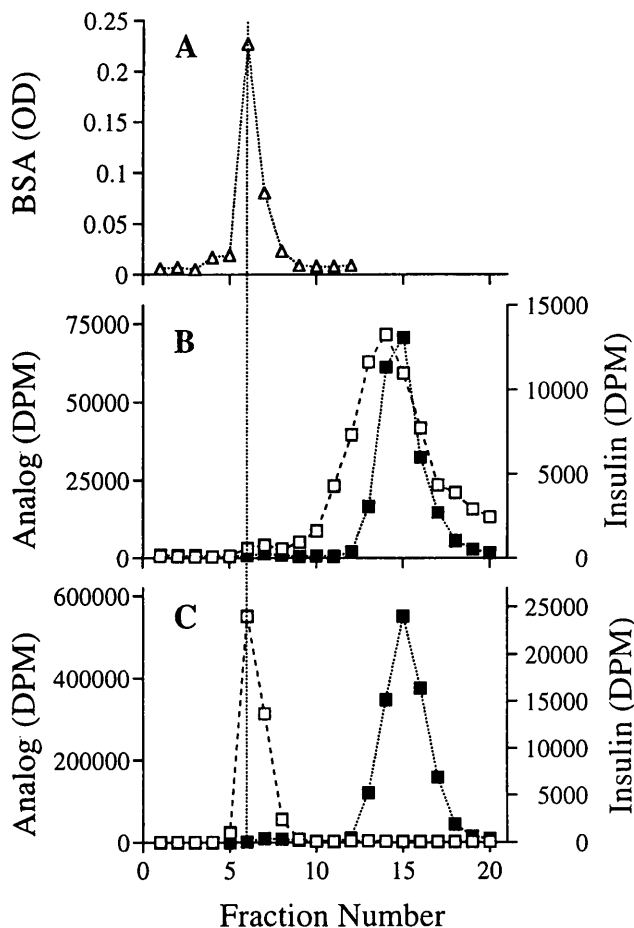 A
BSA (OD)
0.25
0.2
0.15
0.1
0.05
0
B
Analog (DPM)
75000
50000
25000
0
15000
10000
5000
0
Insulin (DPM)
C
Analog (DPM)
600000
400000
200000
0
25000
20000
15000
10000
5000
0
Insulin (DPM)
0 5 10 15 20
Fraction Number